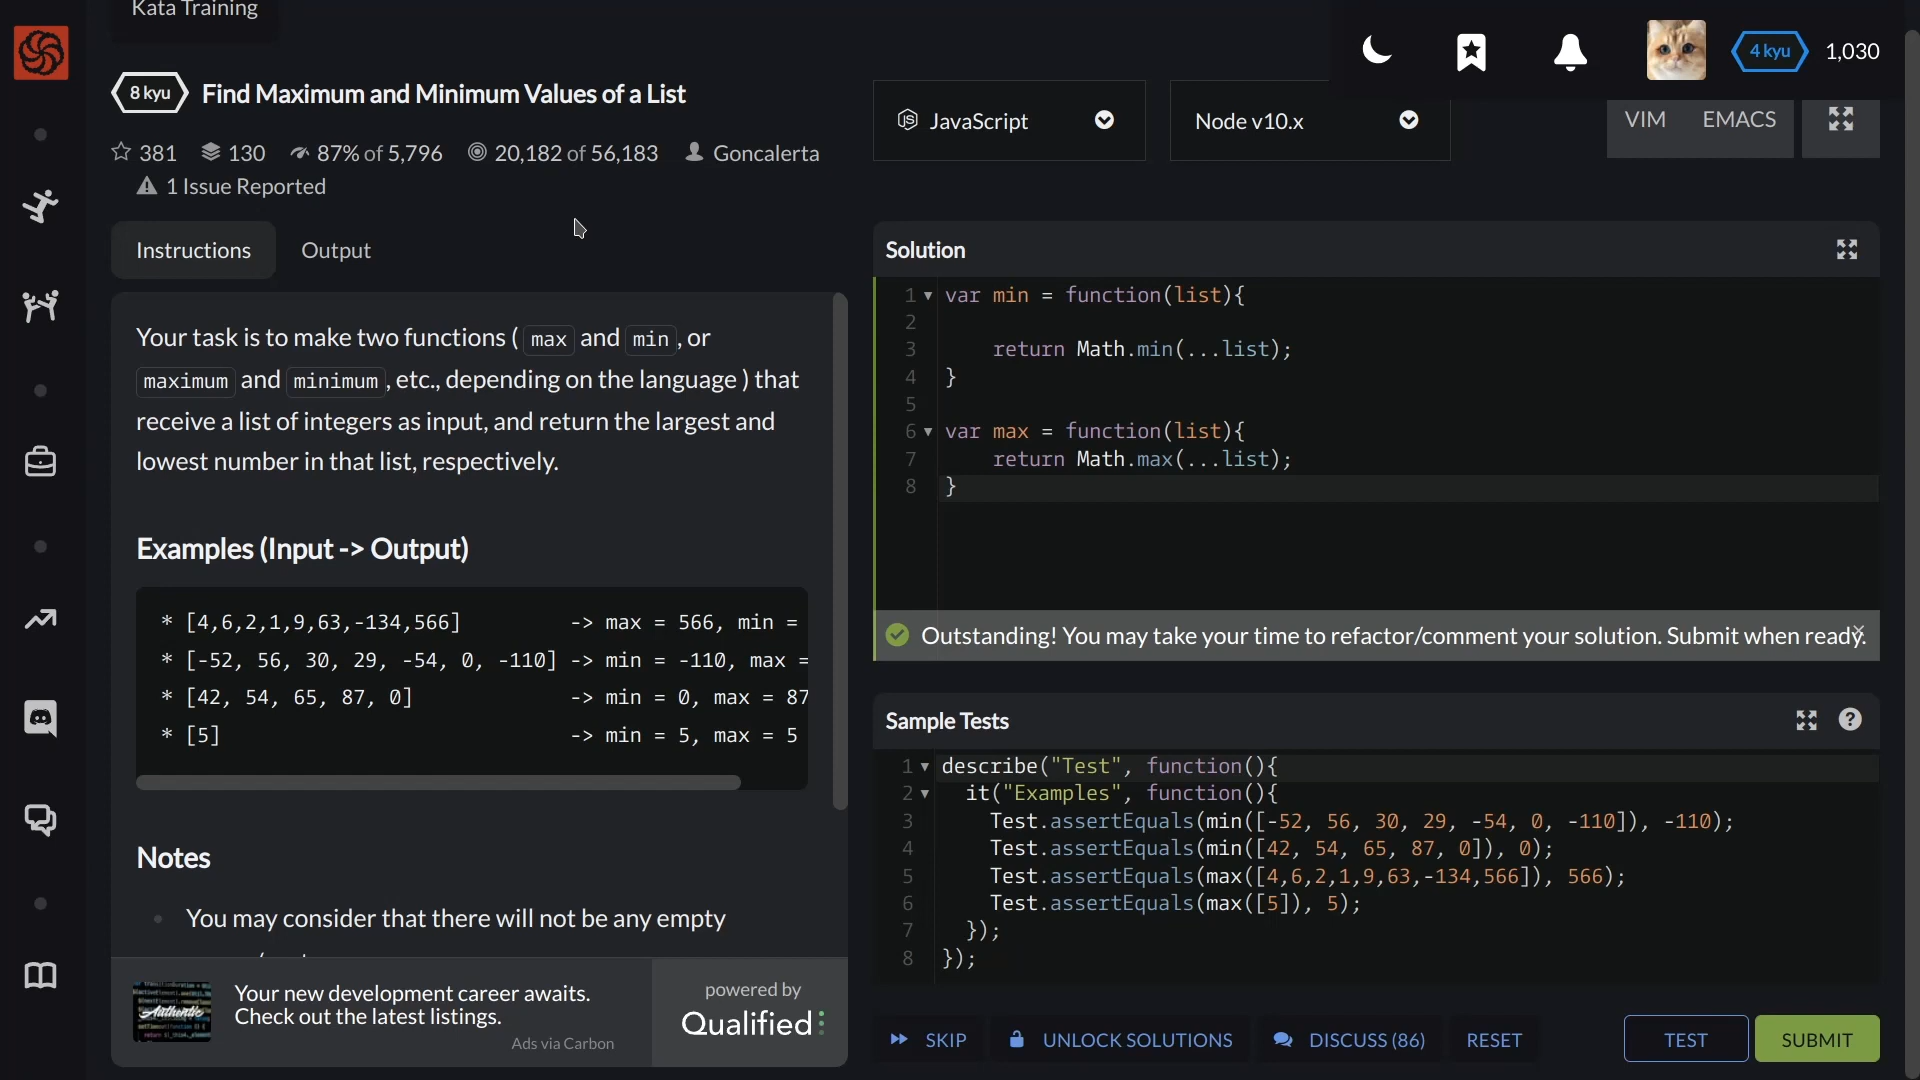 Kata Training
4 kyu
1,030
8 kyu
Find Maximum and Minimum Values of a List
381
130
87% of 5,796
20,182 of 56,183
Goncalerta
1 Issue Reported
JavaScript
Node v10.x
VIM
EMACS
Instructions
Output
Your task is to make two functions ( max and min , or
maximum and minimum , etc., depending on the language ) that
receive a list of integers as input, and return the largest and
lowest number in that list, respectively.
Examples (Input -> Output)
* [4,6,2,1,9,63,-134,566]         -> max = 566, min =
* [-52, 56, 30, 29, -54, 0, -110] -> min = -110, max =
* [42, 54, 65, 87, 0]             -> min = 0, max = 87
* [5]                             -> min = 5, max = 5
Notes
You may consider that there will not be any empty
Your new development career awaits.
Check out the latest listings.
Ads via Carbon
powered by
Qualified
Solution
1 var min = function(list){
2
3     return Math.min(...list);
4 }
5
6 var max = function(list){
7     return Math.max(...list);
8 }
Outstanding! You may take your time to refactor/comment your solution. Submit when ready.
Sample Tests
1 describe("Test", function(){
2   it("Examples", function(){
3     Test.assertEquals(min([-52, 56, 30, 29, -54, 0, -110]), -110);
4     Test.assertEquals(min([42, 54, 65, 87, 0]), 0);
5     Test.assertEquals(max([4,6,2,1,9,63,-134,566]), 566);
6     Test.assertEquals(max([5]), 5);
7   });
8 });
SKIP
UNLOCK SOLUTIONS
DISCUSS (86)
RESET
TEST
SUBMIT